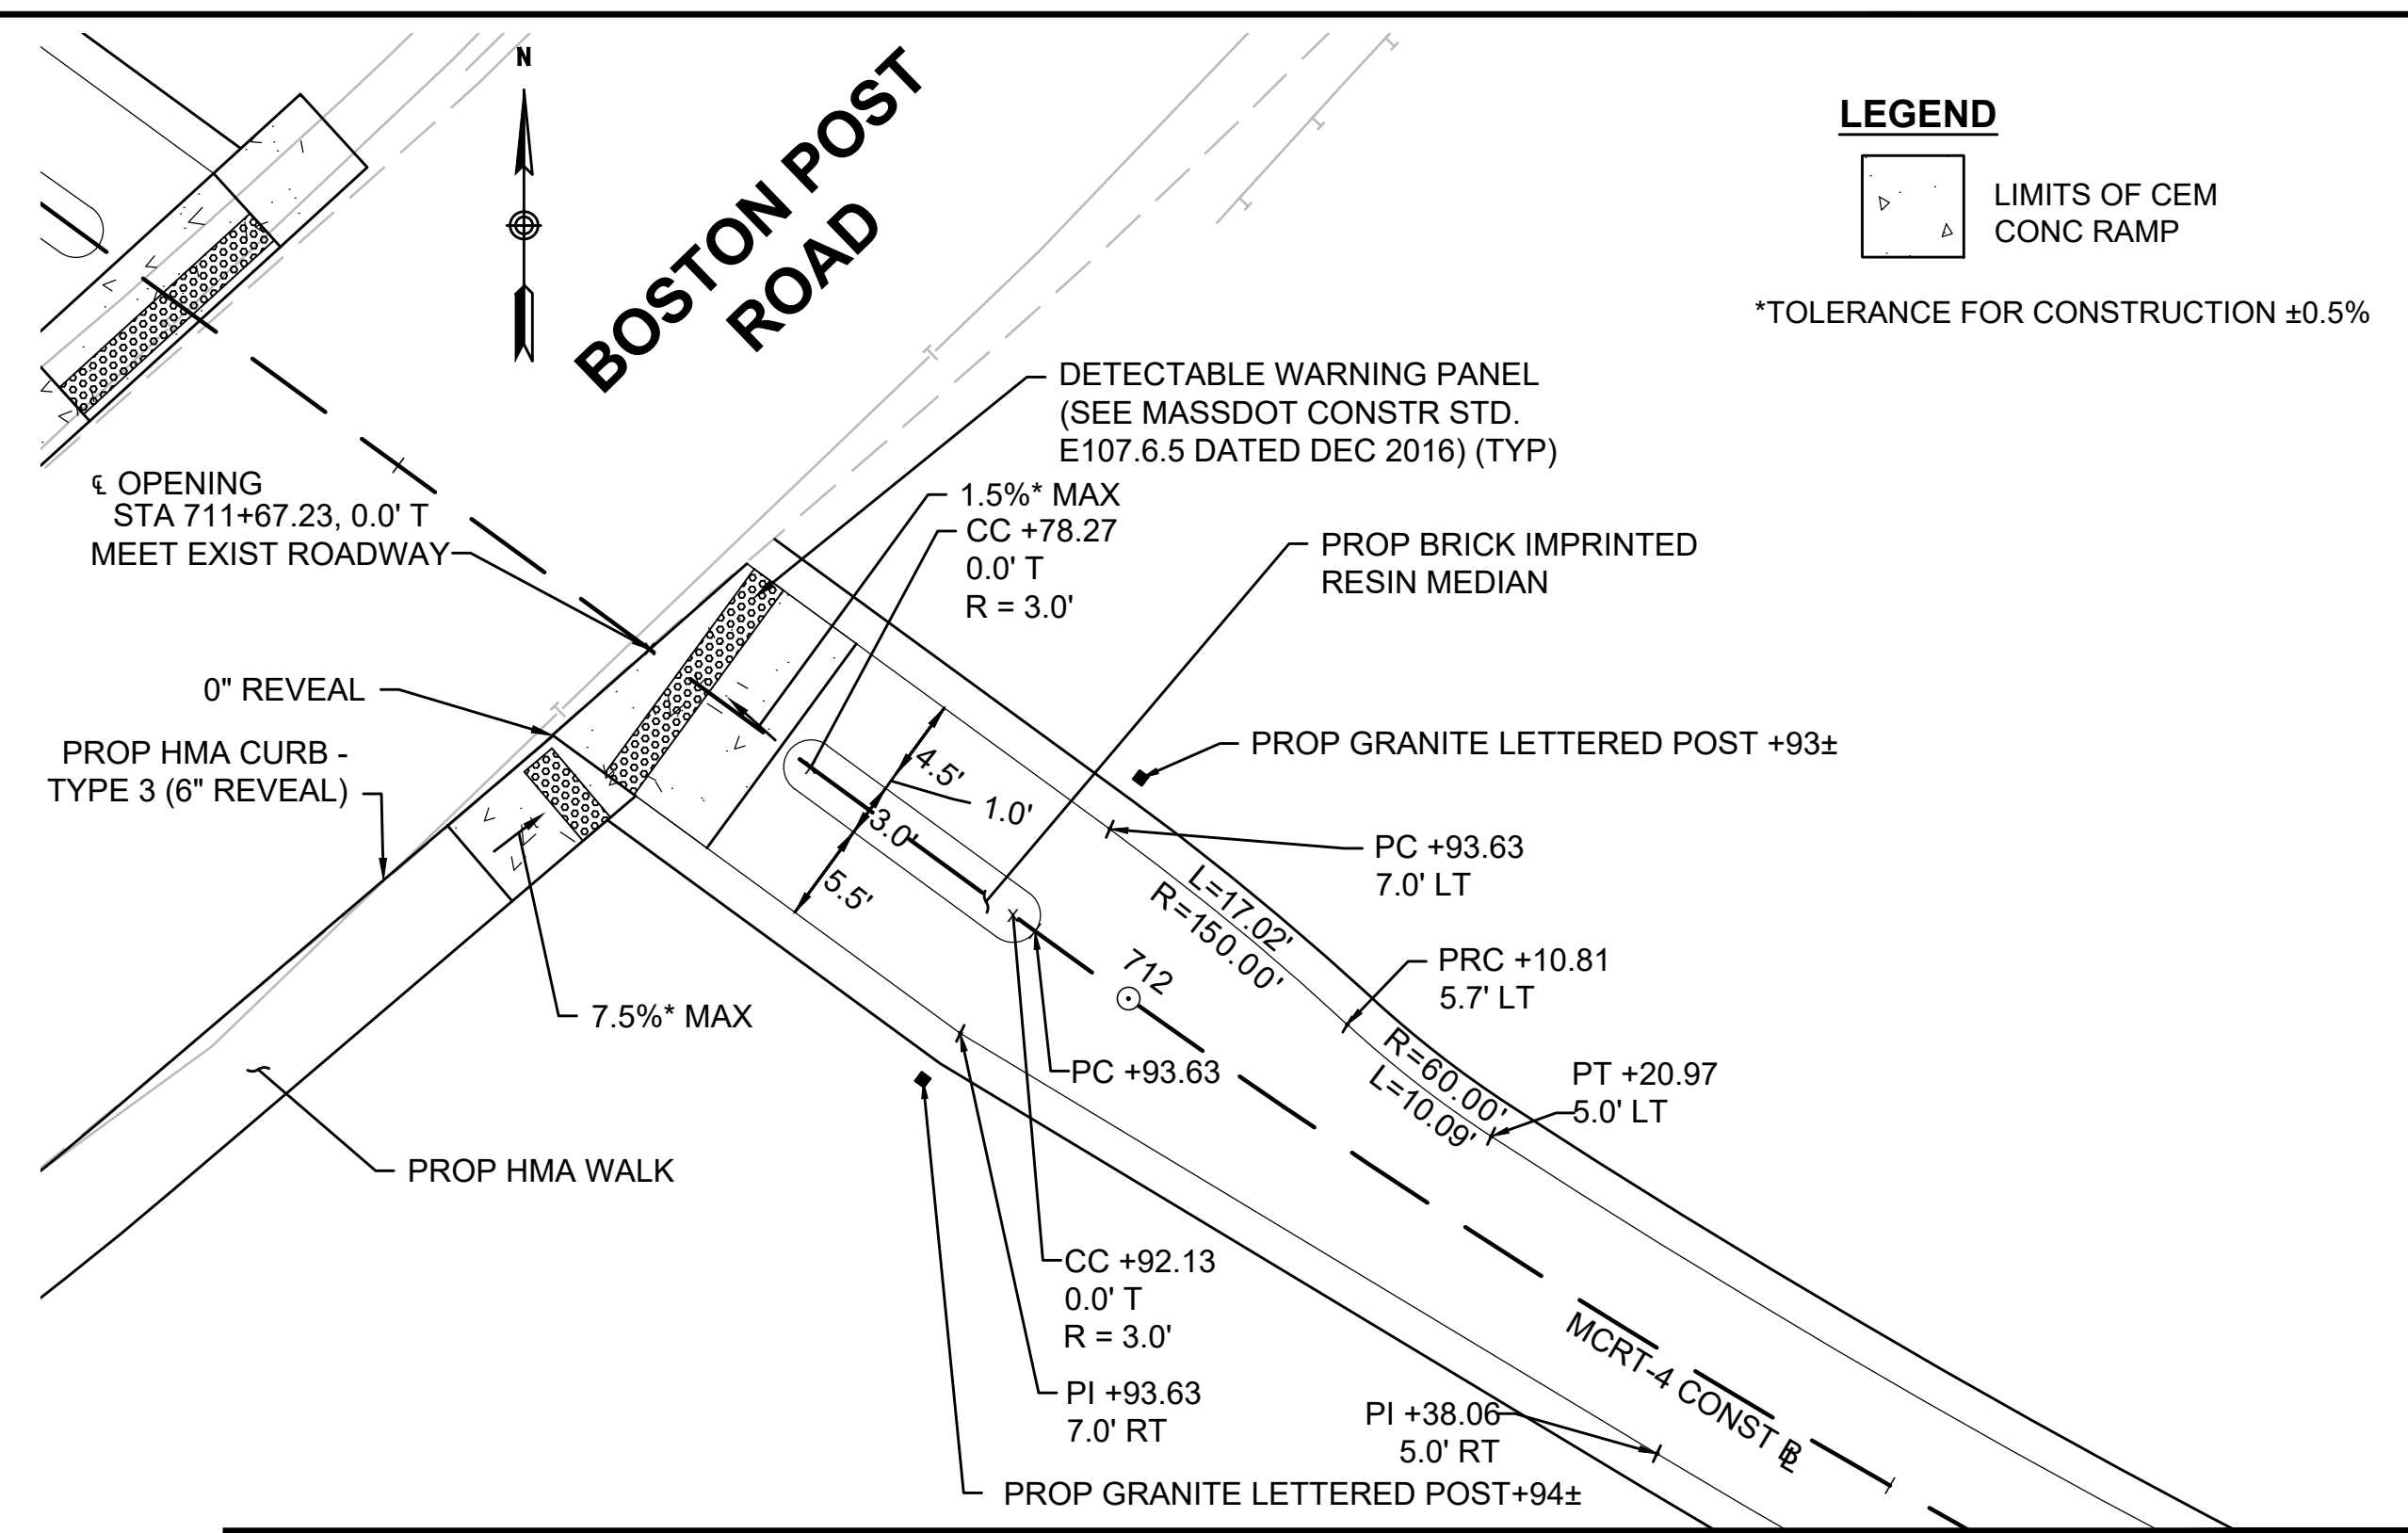 N
BOSTON POST
ROAD
LEGEND
LIMITS OF CEM
CONC RAMP
*TOLERANCE FOR CONSTRUCTION ±0.5%
DETECTABLE WARNING PANEL
(SEE MASSDOT CONSTR STD.
E107.6.5 DATED DEC 2016) (TYP)
℄ OPENING
STA 711+67.23, 0.0' T
MEET EXIST ROADWAY
1.5%* MAX
CC +78.27
0.0' T
R = 3.0'
PROP BRICK IMPRINTED
RESIN MEDIAN
0" REVEAL
PROP HMA CURB -
TYPE 3 (6" REVEAL)
PROP GRANITE LETTERED POST +93±
4.5'
1.0'
3.0'
5.5'
PC +93.63
7.0' LT
L=17.02'
R=150.00'
712
PRC +10.81
5.7' LT
7.5%* MAX
PC +93.63
R=60.00'
L=10.09'
PT +20.97
5.0' LT
PROP HMA WALK
CC +92.13
0.0' T
R = 3.0'
PI +93.63
7.0' RT
PI +38.06
5.0' RT
MCRT-4 CONST BL
PROP GRANITE LETTERED POST+94±